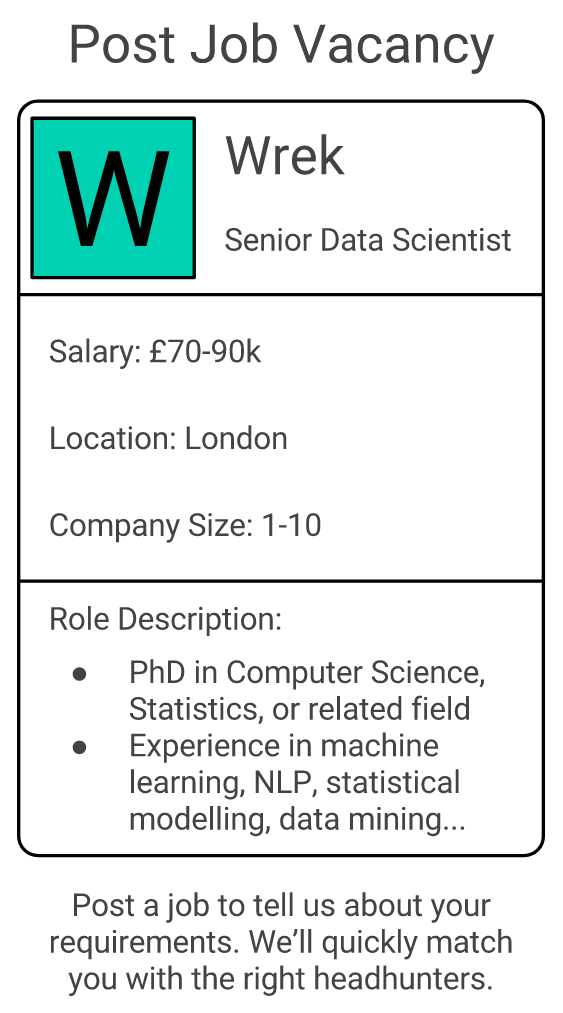 Post Job Vacancy
W
Wrek
Senior Data Scientist
Salary: £70-90k
Location: London
Company Size: 1-10
Role Description:
● PhD in Computer Science,
Statistics, or related field
● Experience in machine
learning, NLP, statistical
modelling, data mining...
Post a job to tell us about your
requirements. We’ll quickly match
you with the right headhunters.